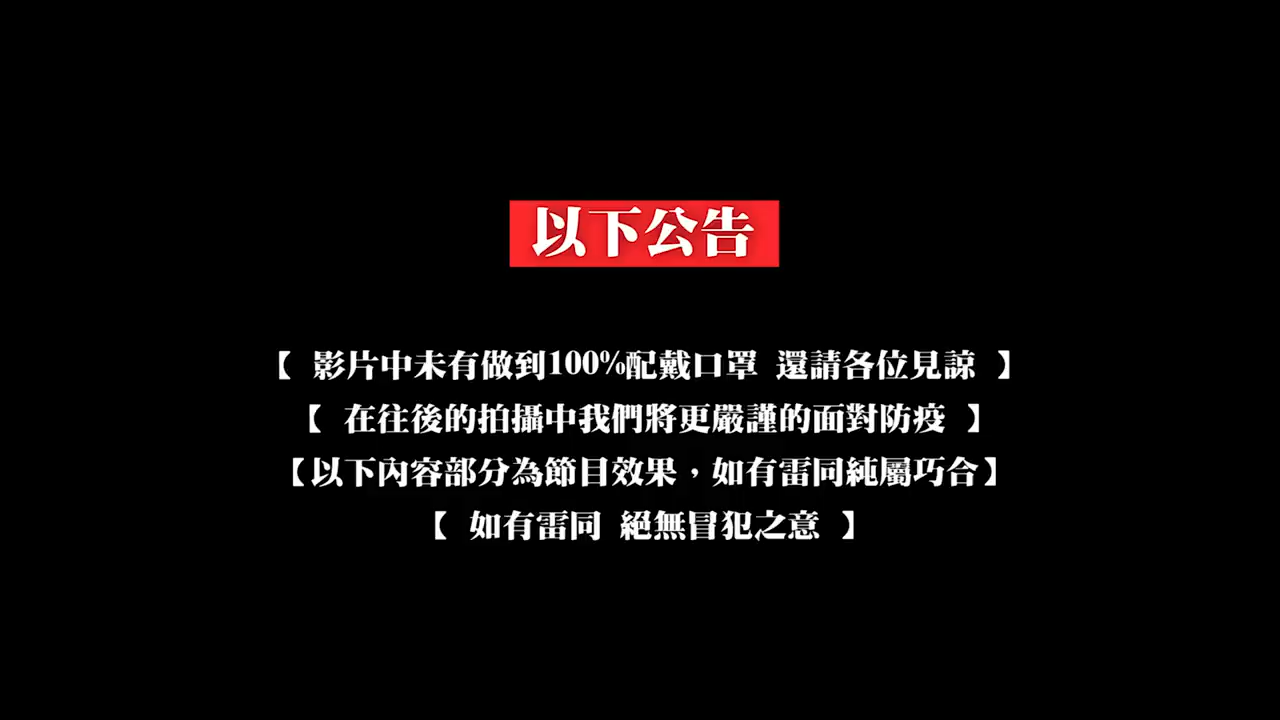 以下公告
【 影片中未有做到100%配戴口罩 還請各位見諒 】
【 在往後的拍攝中我們將更嚴謹的面對防疫 】
【以下內容部分為節目效果，如有雷同純屬巧合】
【 如有雷同 絕無冒犯之意 】